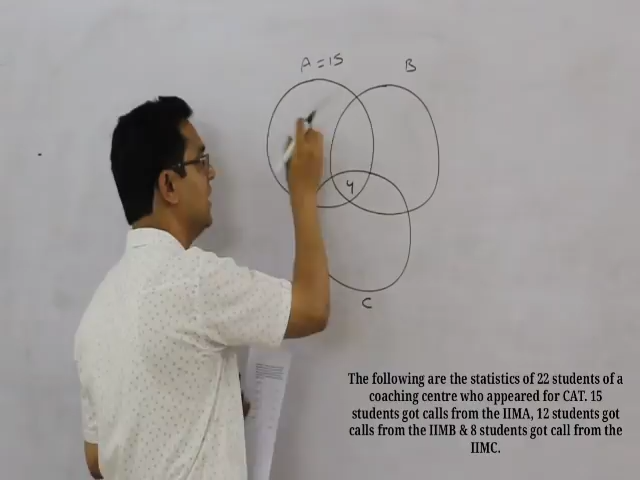 A = 15
B
4
C
The following are the statistics of 22 students of a
coaching centre who appeared for CAT. 15
students got calls from the IIMA, 12 students got
calls from the IIMB & 8 students got call from the
IIMC.